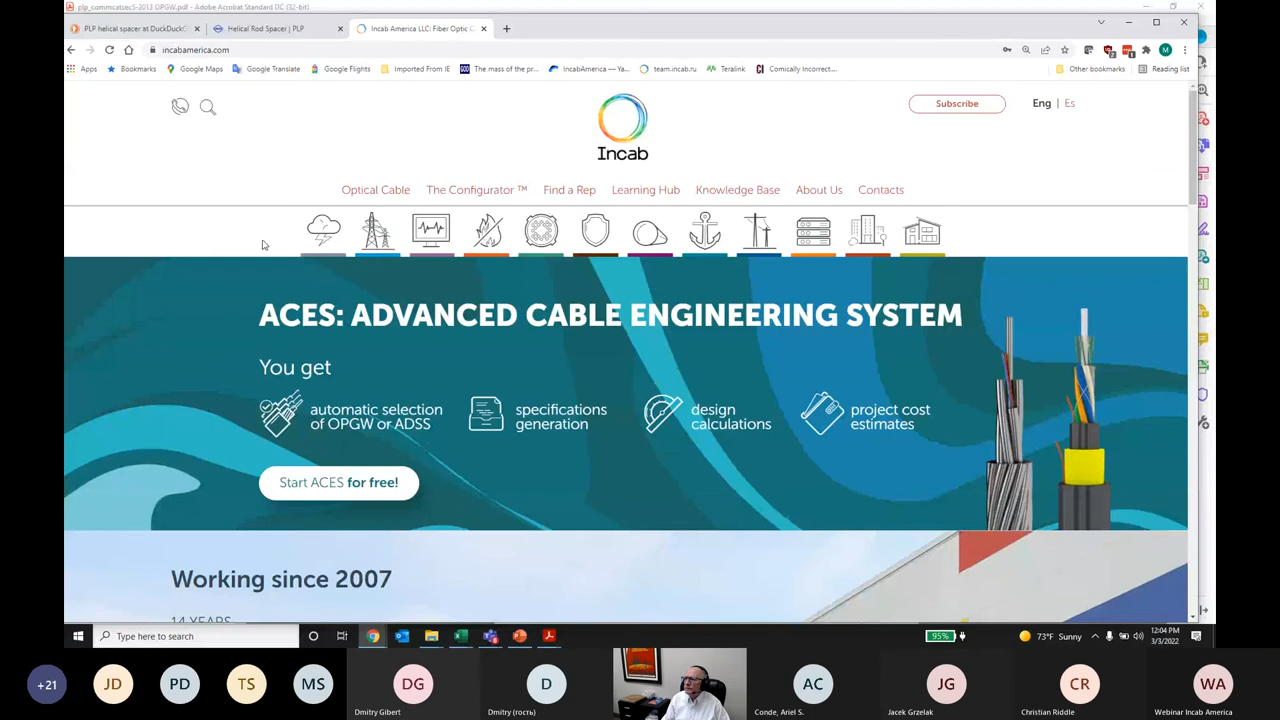 plp_commcatsec5-2013 OPGW.pdf - Adobe Acrobat Standard DC (32-bit)
PLP helical spacer at DuckDuckG
Helical Rod Spacer | PLP
Incab America LLC: Fiber Optic C
incabamerica.com
Apps
Bookmarks
Google Maps
Google Translate
Google Flights
Imported From IE
The mass of the pr...
IncabAmerica — Ya...
team.incab.ru
Teralink
Comically Incorrect...
Other bookmarks
Reading list
Subscribe
Eng | Es
Incab
Optical Cable
The Configurator ™
Find a Rep
Learning Hub
Knowledge Base
About Us
Contacts
ACES: ADVANCED CABLE ENGINEERING SYSTEM
You get
automatic selection
of OPGW or ADSS
specifications
generation
design
calculations
project cost
estimates
Start ACES for free!
Working since 2007
14 YEARS
Type here to search
95%
73°F Sunny
12:04 PM
3/3/2022
+21
JD
PD
TS
MS
DG
Dmitry Gibert
D
Dmitry (гость)
AC
Conde, Ariel S.
JG
Jacek Grzelak
CR
Christian Riddle
WA
Webinar Incab America